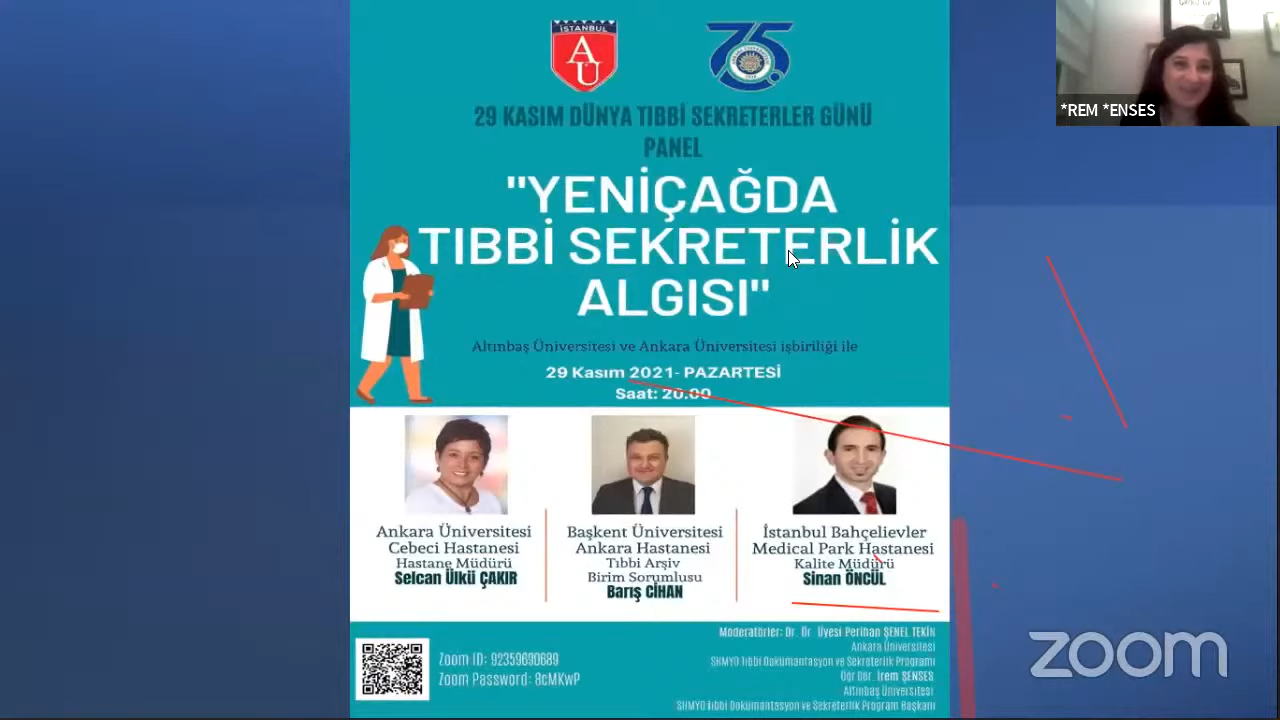 İSTANBUL
AÜ
75.
*REM *ENSES
29 KASIM DÜNYA TIBBİ SEKRETERLER GÜNÜ
PANEL
"YENİÇAĞDA
TIBBİ SEKRETERLİK
ALGISI"
Altınbaş Üniversitesi ve Ankara Üniversitesi işbiriliği ile
29 Kasım 2021- PAZARTESİ
Saat: 20.00
Ankara Üniversitesi
Cebeci Hastanesi
Hastane Müdürü
Selcan Ülkü ÇAKIR
Başkent Üniversitesi
Ankara Hastanesi
Tıbbi Arşiv
Birim Sorumlusu
Barış CİHAN
İstanbul Bahçelievler
Medical Park Hastanesi
Kalite Müdürü
Sinan ÖNCÜL
Zoom ID: 92359690689
Zoom Password: 8cMKwP
Moderatörler: Dr. Ör. Üyesi Perihan ŞENEL TEKİN
Ankara Üniversitesi
SHMYO Tıbbi Dokümantasyon ve Sekreterlik Programı
Öğr Gör. İrem ŞENSES
Altınbaş Üniversitesi
SHMYO Tıbbi Dokümantasyon ve Sekreterlik Program Başkanı
zoom